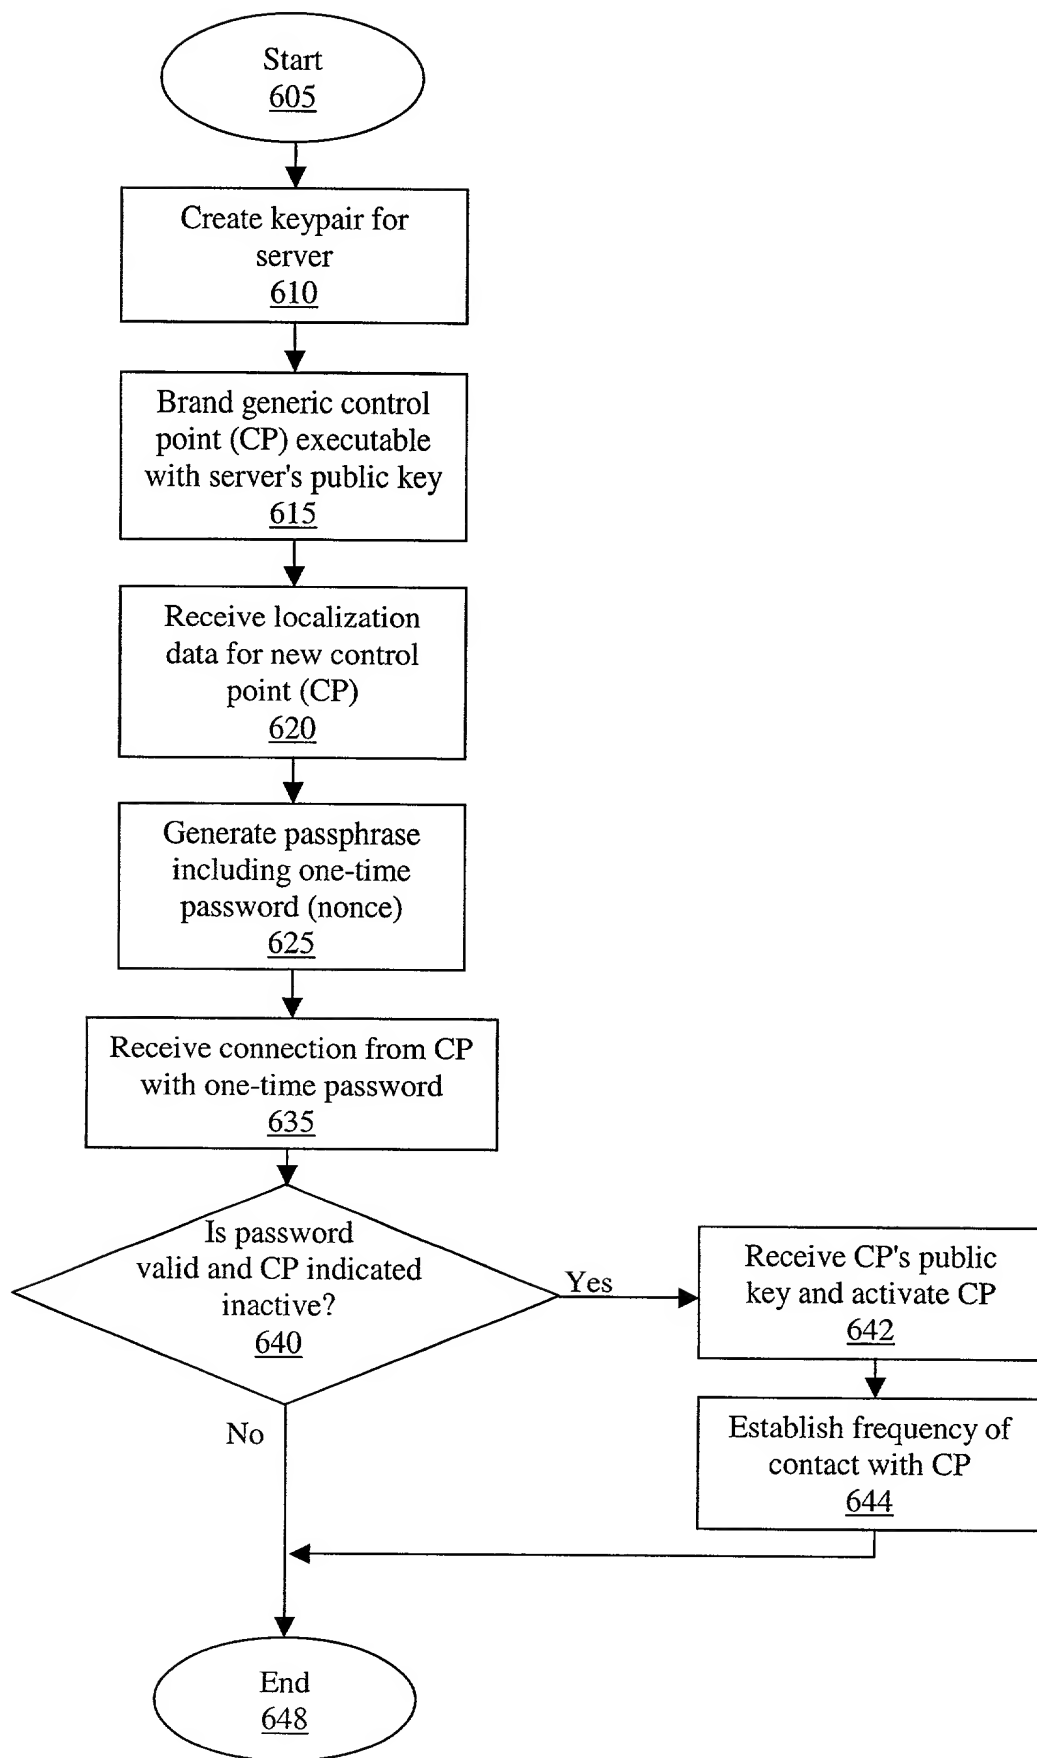 Start
605
Create keypair for
server
610
Brand generic control
point (CP) executable
with server's public key
615
Receive localization
data for new control
point (CP)
620
Generate passphrase
including one-time
password (nonce)
625
Receive connection from CP
with one-time password
635
Is password
valid and CP indicated
inactive?
640
Yes
Receive CP's public
key and activate CP
642
Establish frequency of
contact with CP
644
No
End
648